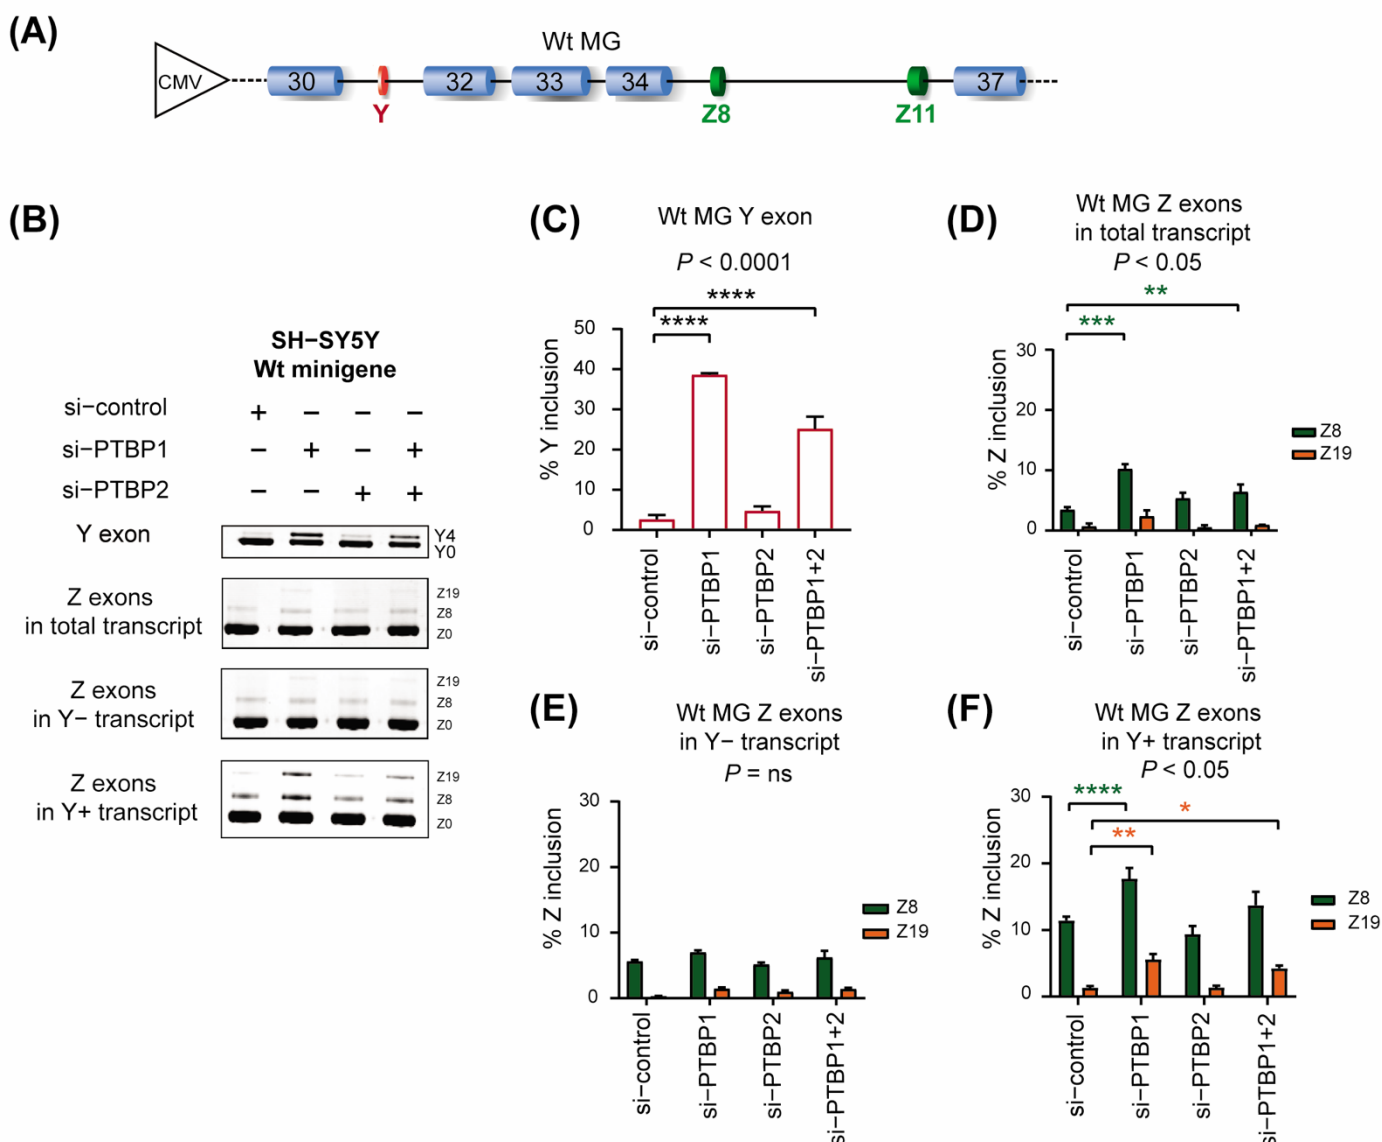 (A)
Wt MG
CMV
30
32
33
34
37
Y
Z8
Z11
(B)
SH−SY5Y
Wt minigene
si−control + − − −
si−PTBP1 − + − +
si−PTBP2 − − + +
Y exon
Y4
Y0
Z exons
in total transcript
Z19
Z8
Z0
Z exons
in Y− transcript
Z19
Z8
Z0
Z exons
in Y+ transcript
Z19
Z8
Z0
(C)
Wt MG Y exon
P < 0.0001
****
****
% Y inclusion
50
40
30
20
10
0
si−control
si−PTBP1
si−PTBP2
si−PTBP1+2
(D)
Wt MG Z exons
in total transcript
P < 0.05
**
***
% Z inclusion
30
20
10
0
Z8
Z19
si−control
si−PTBP1
si−PTBP2
si−PTBP1+2
(E)
Wt MG Z exons
in Y− transcript
P = ns
% Z inclusion
30
20
10
0
Z8
Z19
si−control
si−PTBP1
si−PTBP2
si−PTBP1+2
(F)
Wt MG Z exons
in Y+ transcript
P < 0.05
****
*
**
% Z inclusion
30
20
10
0
Z8
Z19
si−control
si−PTBP1
si−PTBP2
si−PTBP1+2